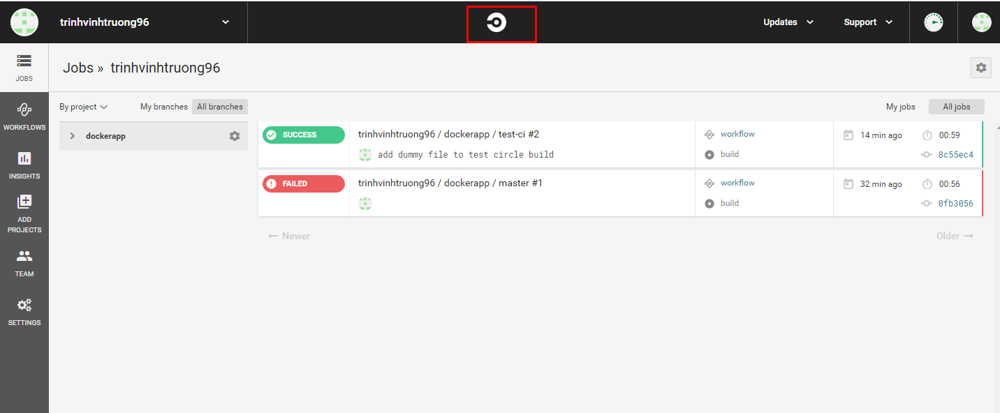 trinhvinhtruong96
Updates
Support
JOBS
WORKFLOWS
INSIGHTS
ADD
PROJECTS
TEAM
SETTINGS
Jobs » trinhvinhtruong96
By project
My branches
All branches
My jobs
All jobs
dockerapp
SUCCESS
trinhvinhtruong96 / dockerapp / test-ci #2
add dummy file to test circle build
workflow
build
14 min ago
00:59
8c55ec4
FAILED
trinhvinhtruong96 / dockerapp / master #1
workflow
build
32 min ago
00:56
0fb3056
← Newer
Older →